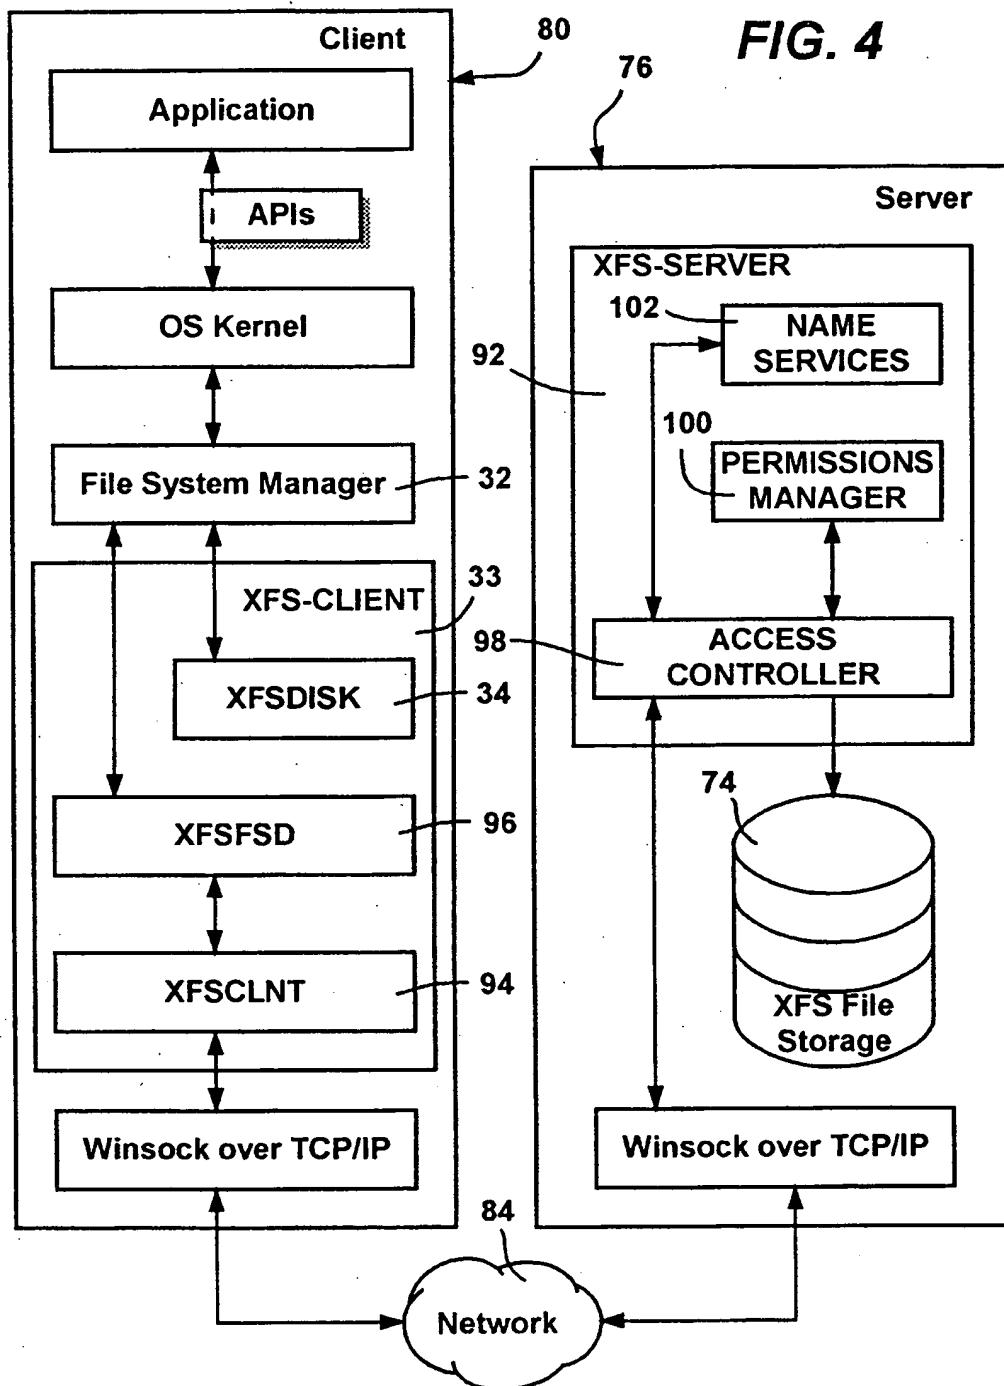 FIG. 4
Client
80
76
Application
APIs
OS Kernel
File System Manager
32
XFS-CLIENT
33
XFSDISK
34
XFSFSD
96
XFSCLNT
94
Winsock over TCP/IP
Server
XFS-SERVER
102
NAME
SERVICES
92
100
PERMISSIONS
MANAGER
98
ACCESS
CONTROLLER
74
XFS File
Storage
Winsock over TCP/IP
84
Network